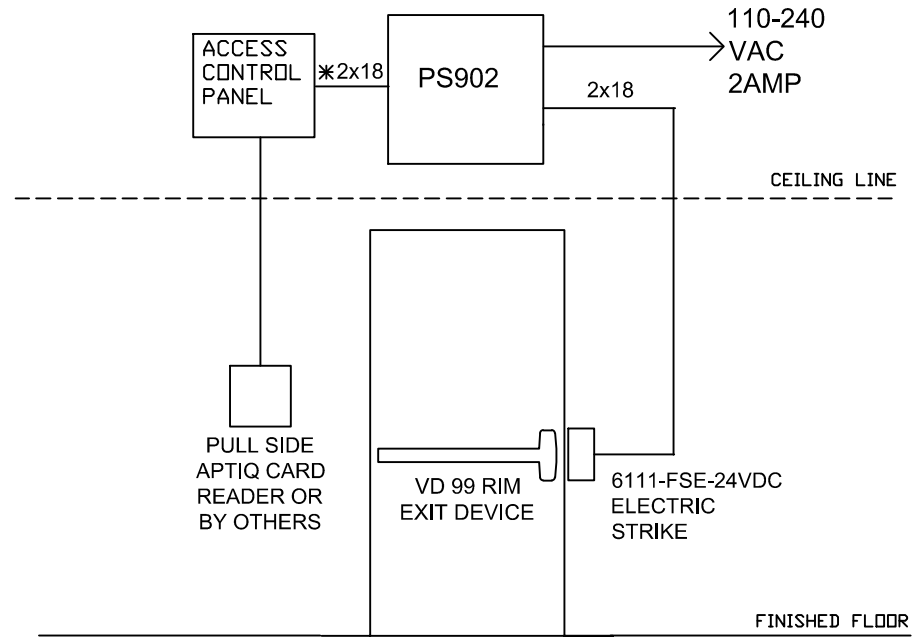 ACCESS
CONTROL
PANEL
*2x18
PS902
110-240
VAC
2AMP
2x18
CEILING LINE
PULL SIDE
APTIQ CARD
READER OR
BY OTHERS
VD 99 RIM
EXIT DEVICE
6111-FSE-24VDC
ELECTRIC
STRIKE
FINISHED FLOOR